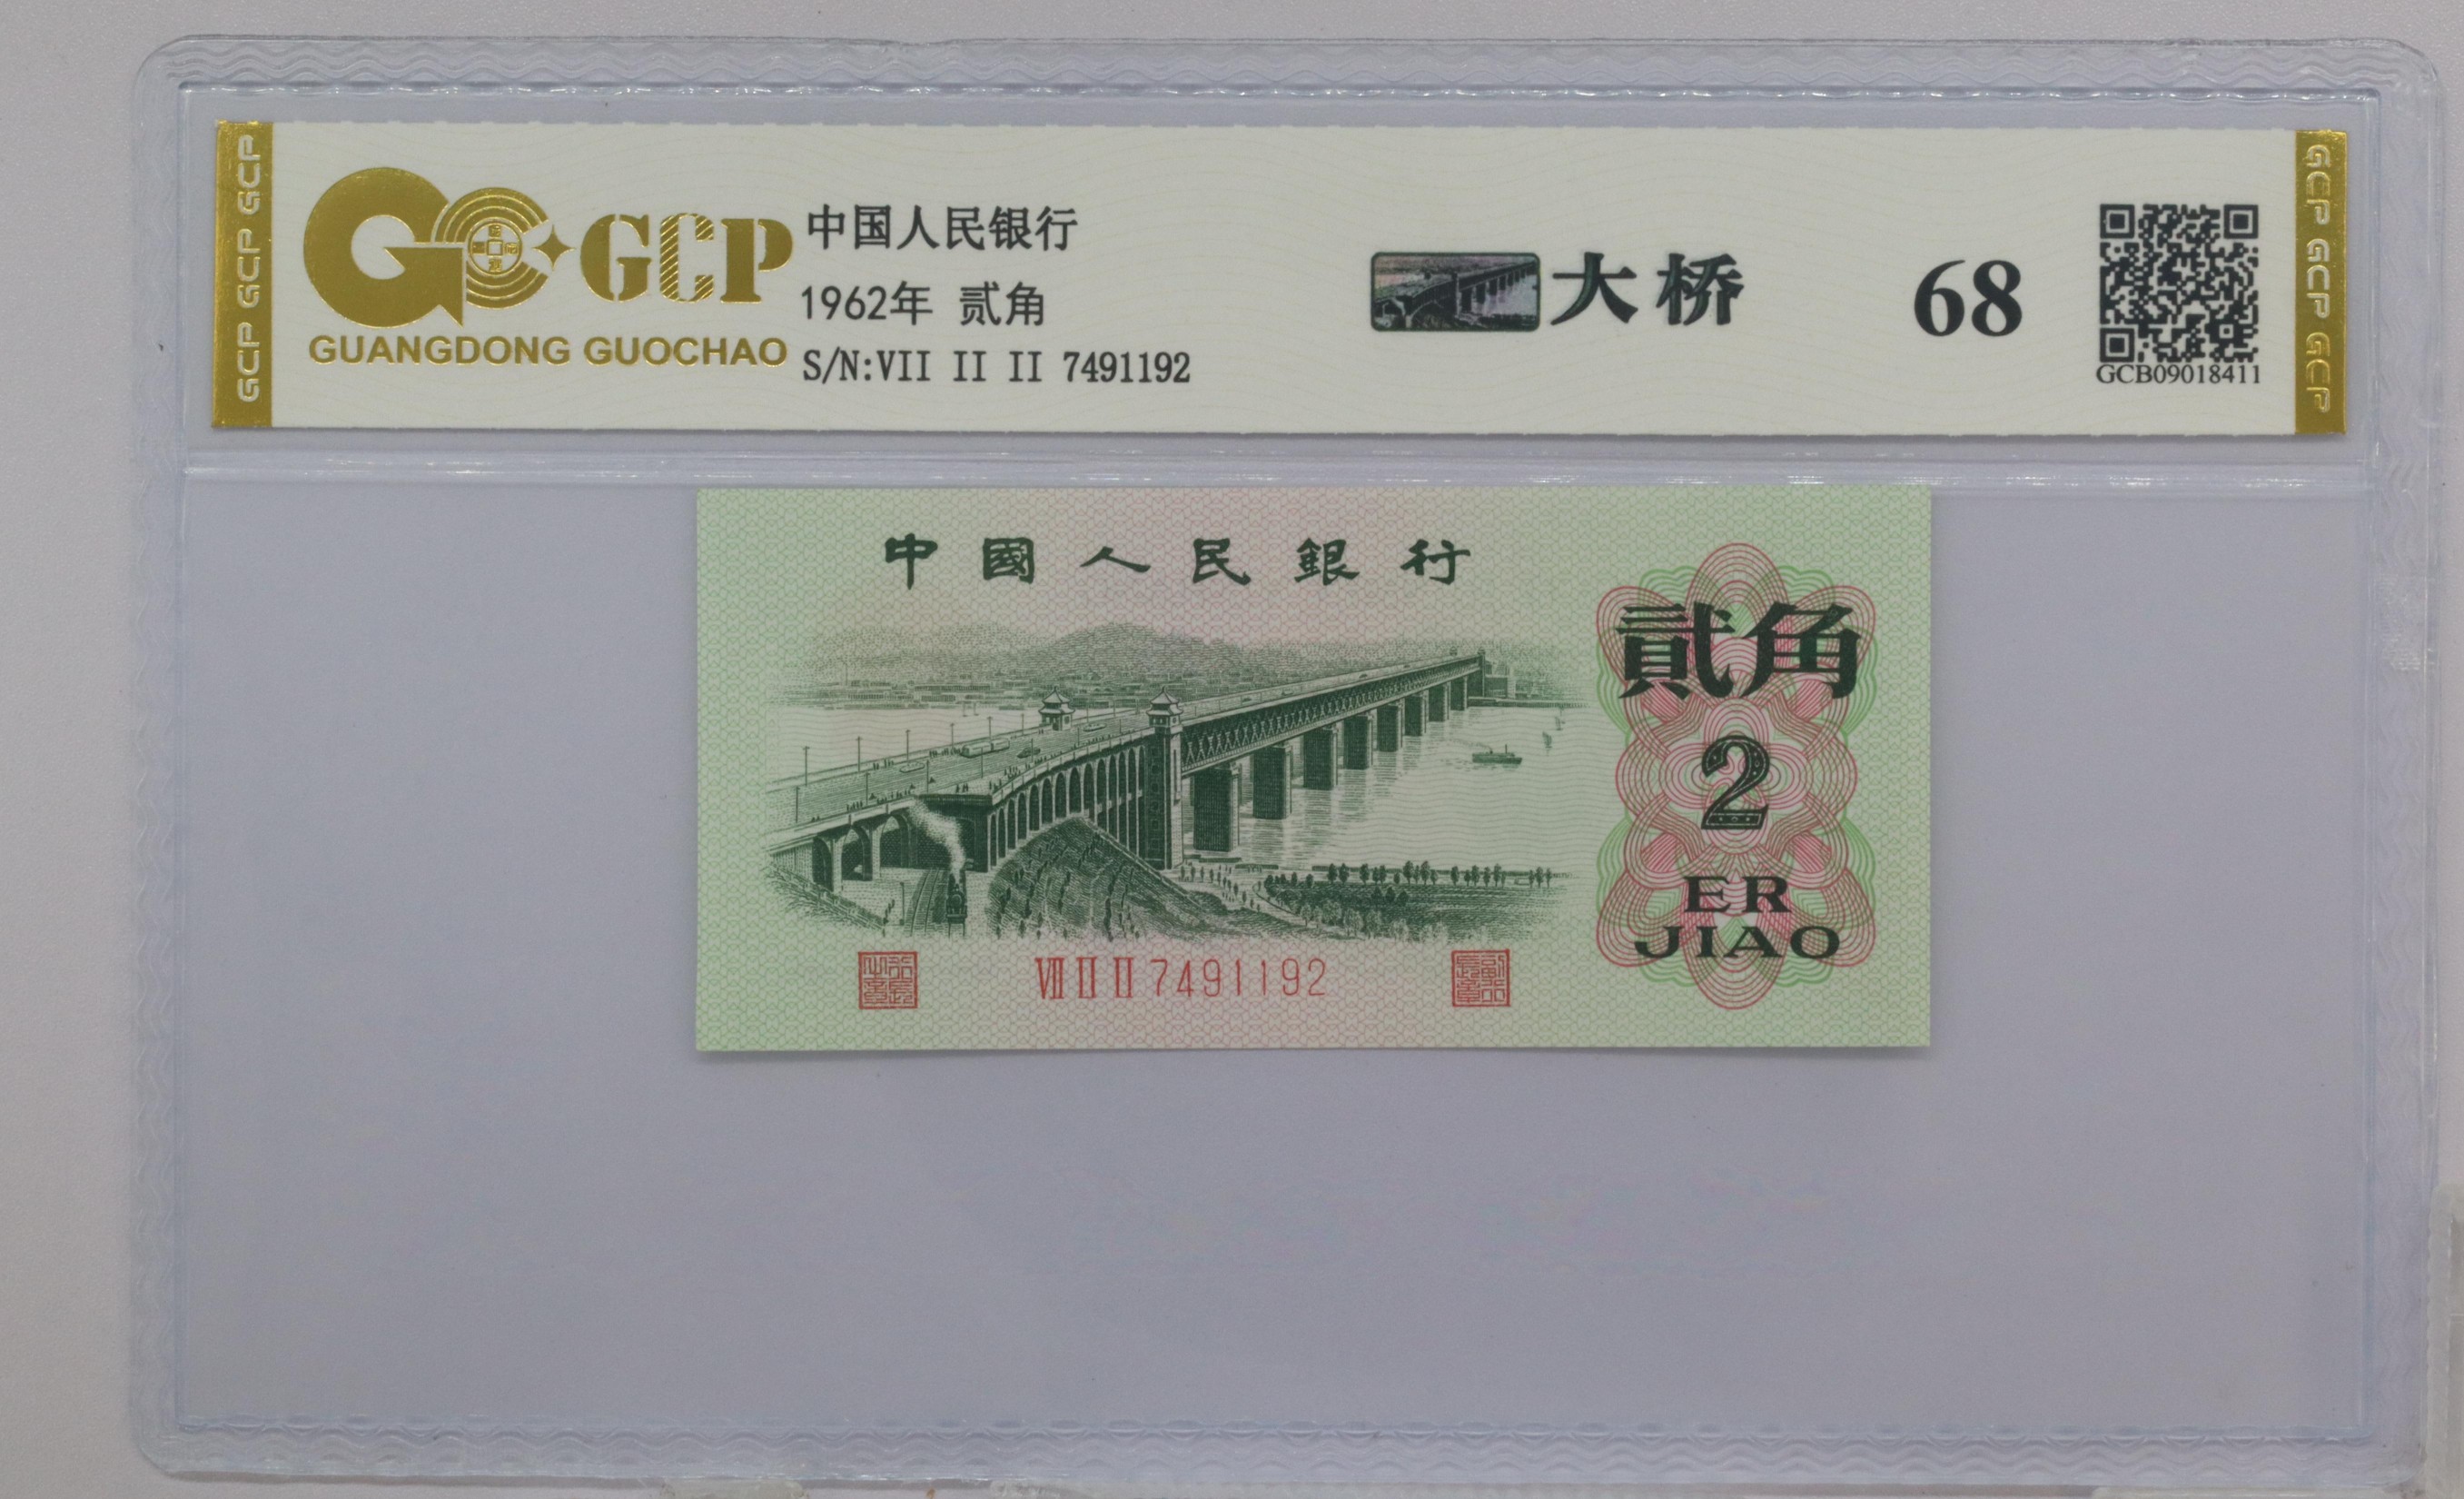 GCP GCP GCP
GCP
GUANGDONG GUOCHAO
中国人民银行
1962年 贰角
S/N:VII II II 7491192
大桥
68
GCB09018411
GCP GCP GCP
中國人民銀行
貳角
2
ER
JIAO
VII II II 7491192